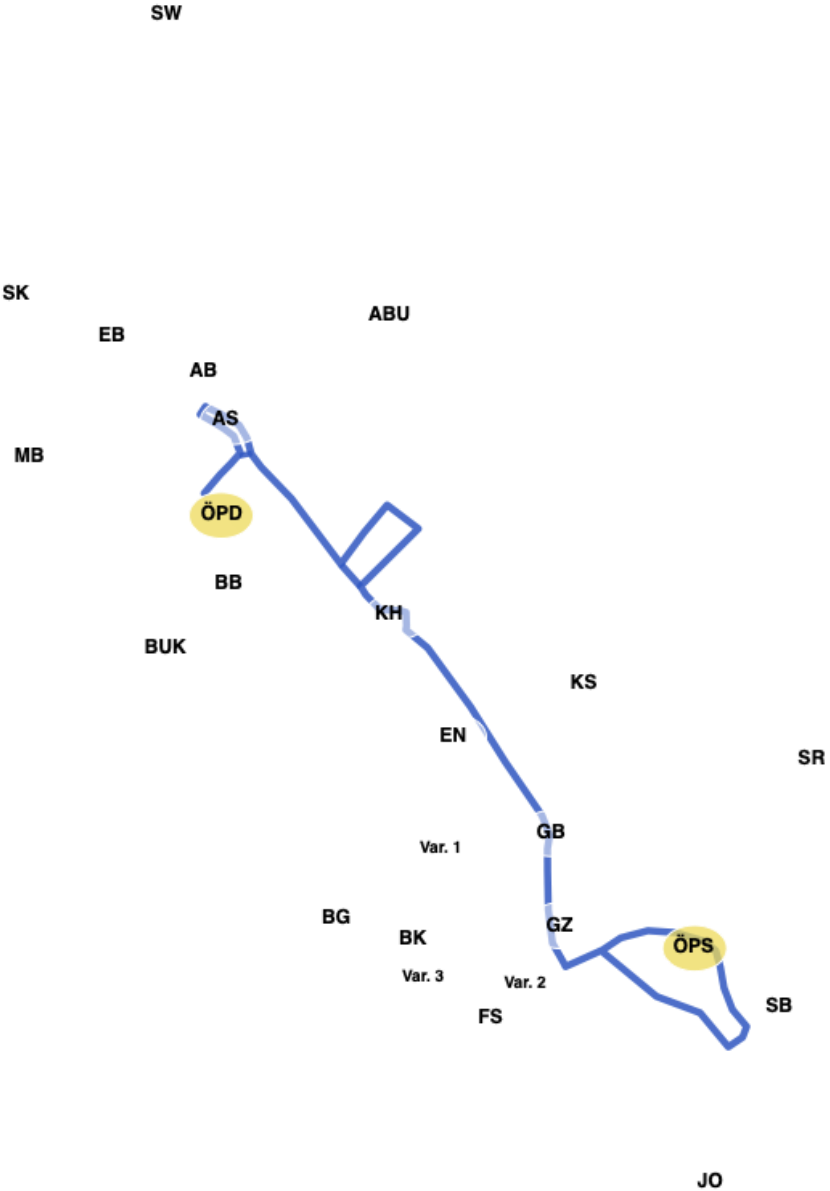 SW
SK
ABU
EB
AB
AS
MB
ÖPD
BB
KH
BUK
KS
EN
SR
GB
Var. 1
BG
GZ
BK
ÖPS
Var. 3
Var. 2
SB
FS
JO